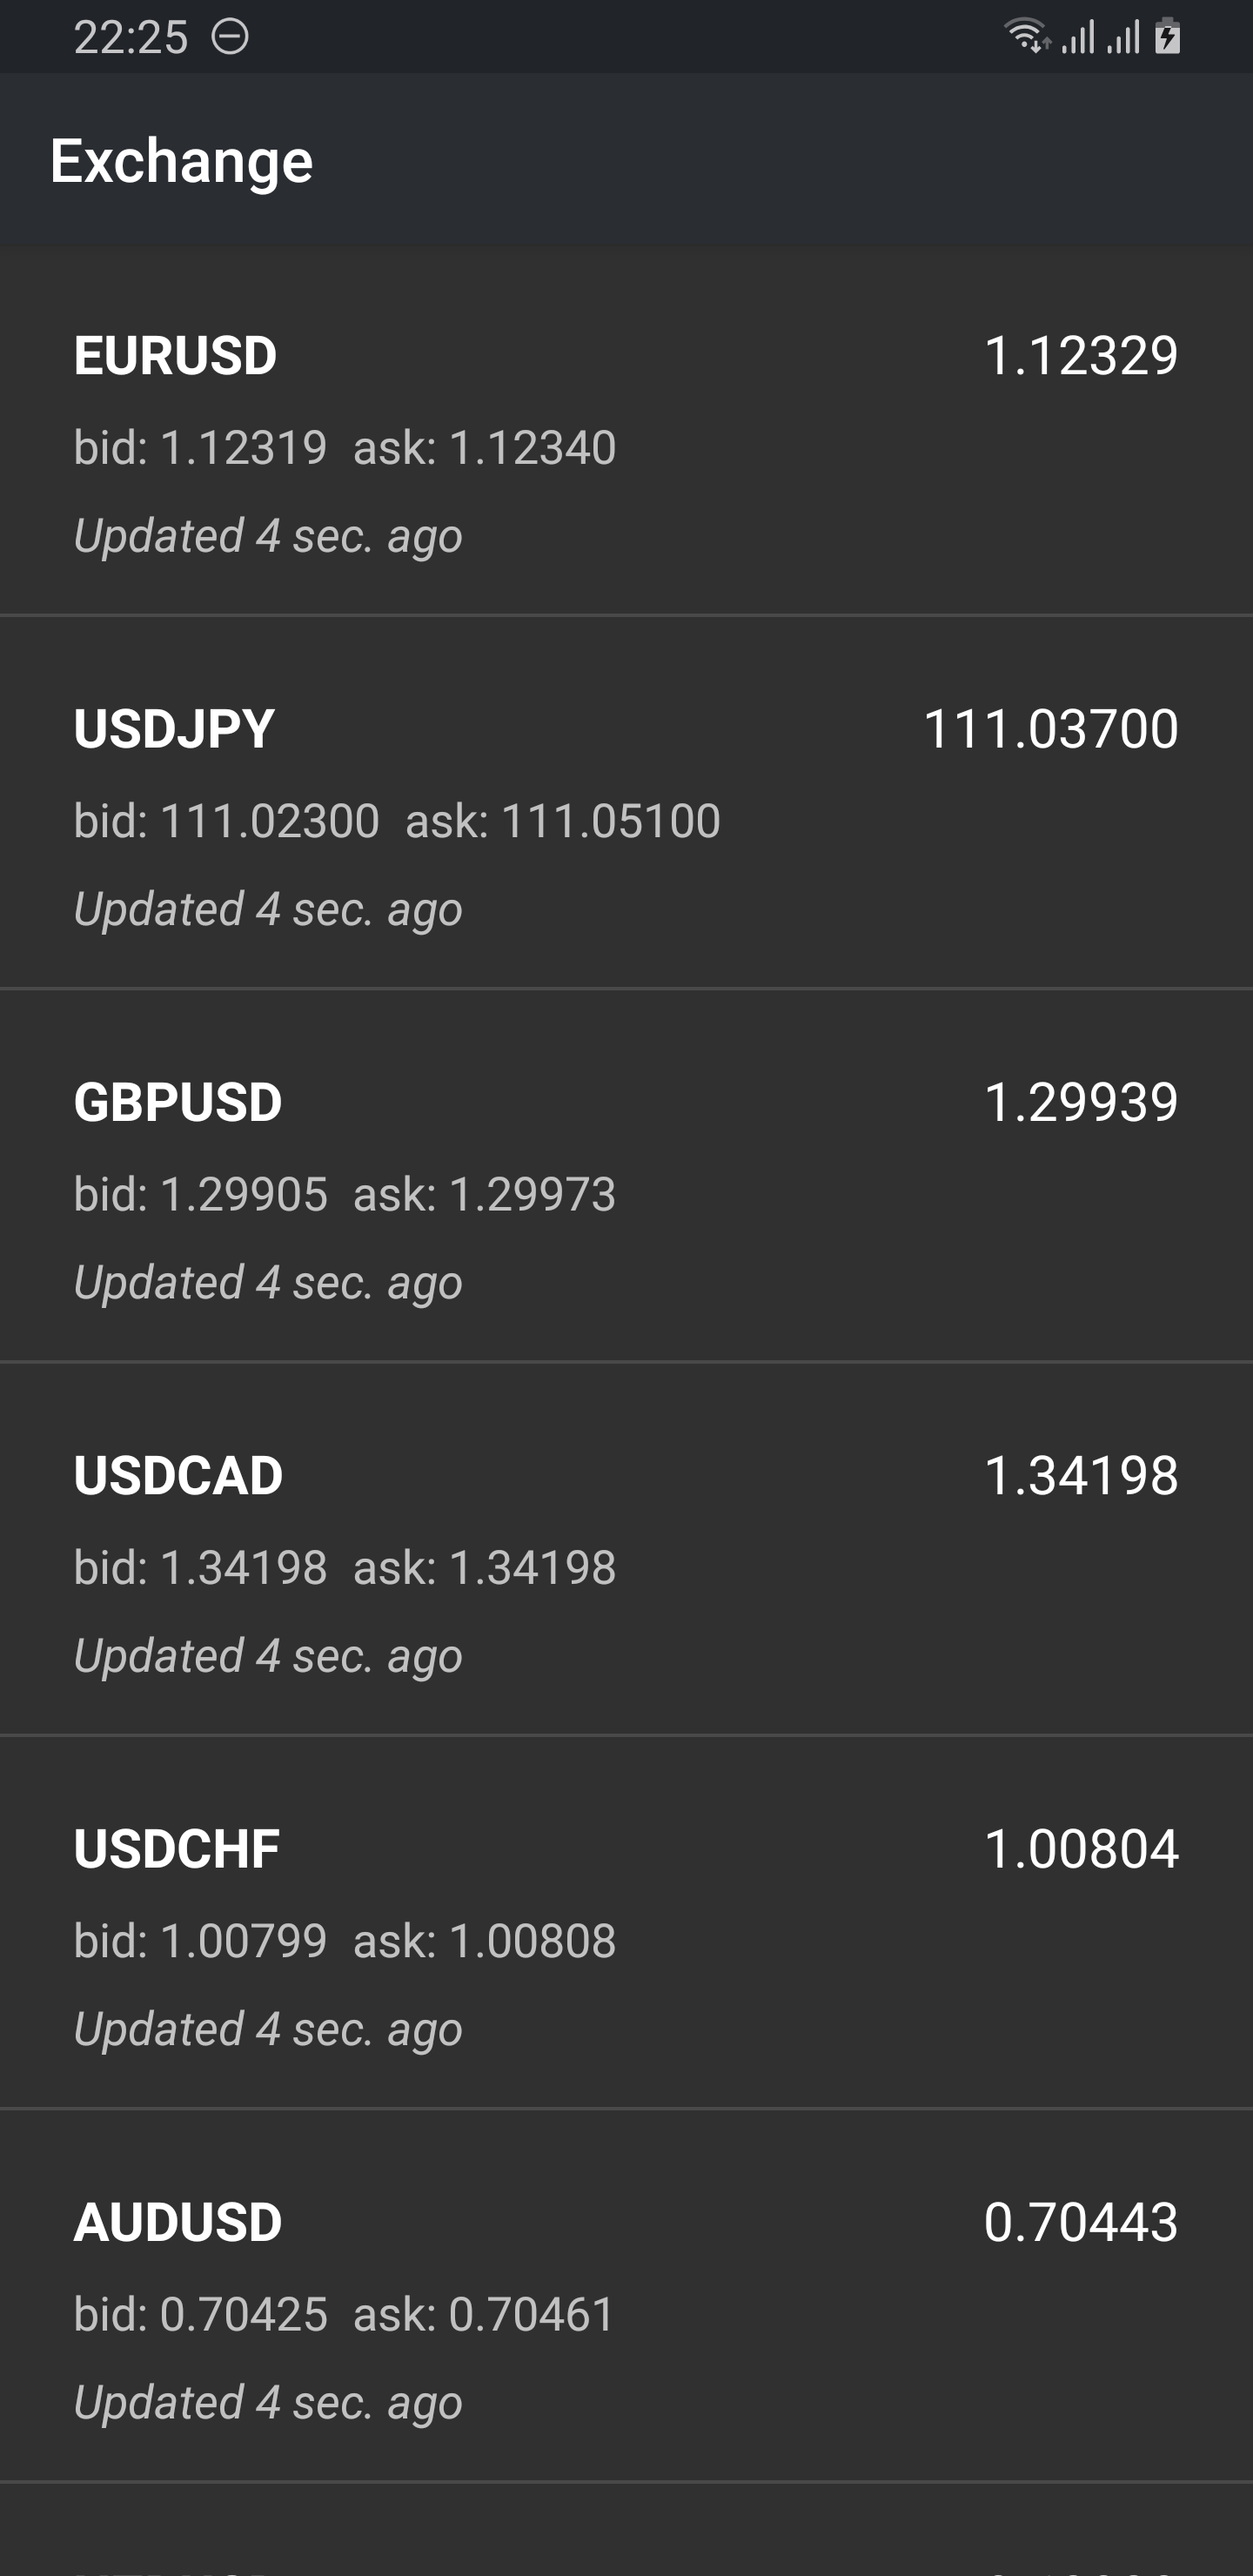 22:25
Exchange
EURUSD 1.12329
bid: 1.12319 ask: 1.12340
Updated 4 sec. ago
USDJPY 111.03700
bid: 111.02300 ask: 111.05100
Updated 4 sec. ago
GBPUSD 1.29939
bid: 1.29905 ask: 1.29973
Updated 4 sec. ago
USDCAD 1.34198
bid: 1.34198 ask: 1.34198
Updated 4 sec. ago
USDCHF 1.00804
bid: 1.00799 ask: 1.00808
Updated 4 sec. ago
AUDUSD 0.70443
bid: 0.70425 ask: 0.70461
Updated 4 sec. ago